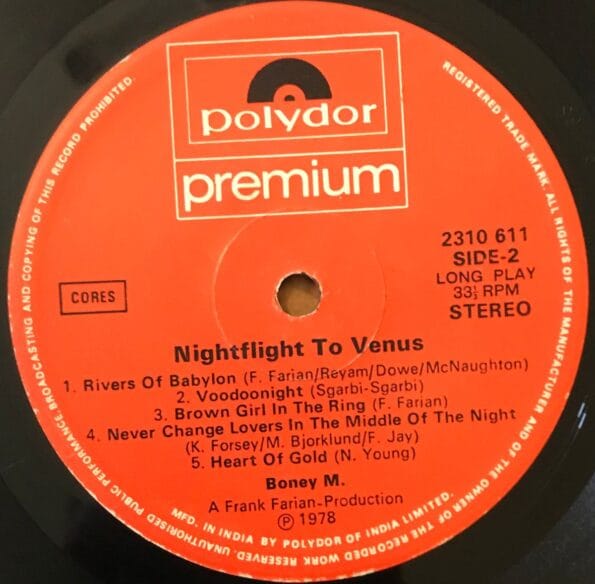 polydor
premium
2310 611
SIDE-2
LONG PLAY
33⅓ RPM
STEREO
CORES
Nightflight To Venus
1. Rivers Of Babylon (F. Farian/Reyam/Dowe/McNaughton)
2. Voodoonight (Sgarbi-Sgarbi)
3. Brown Girl In The Ring (F. Farian)
4. Never Change Lovers In The Middle Of The Night
(K. Forsey/M. Bjorklund/F. Jay)
5. Heart Of Gold (N. Young)
Boney M.
A Frank Farian-Production
Ⓟ 1978
MFD. IN INDIA BY POLYDOR OF INDIA LIMITED.
REGISTERED TRADE MARK. ALL RIGHTS OF THE MANUFACTURER AND OF THE OWNER OF THE RECORDED WORK RESERVED. UNAUTHORISED PUBLIC PERFORMANCE BROADCASTING AND COPYING OF THIS RECORD PROHIBITED.